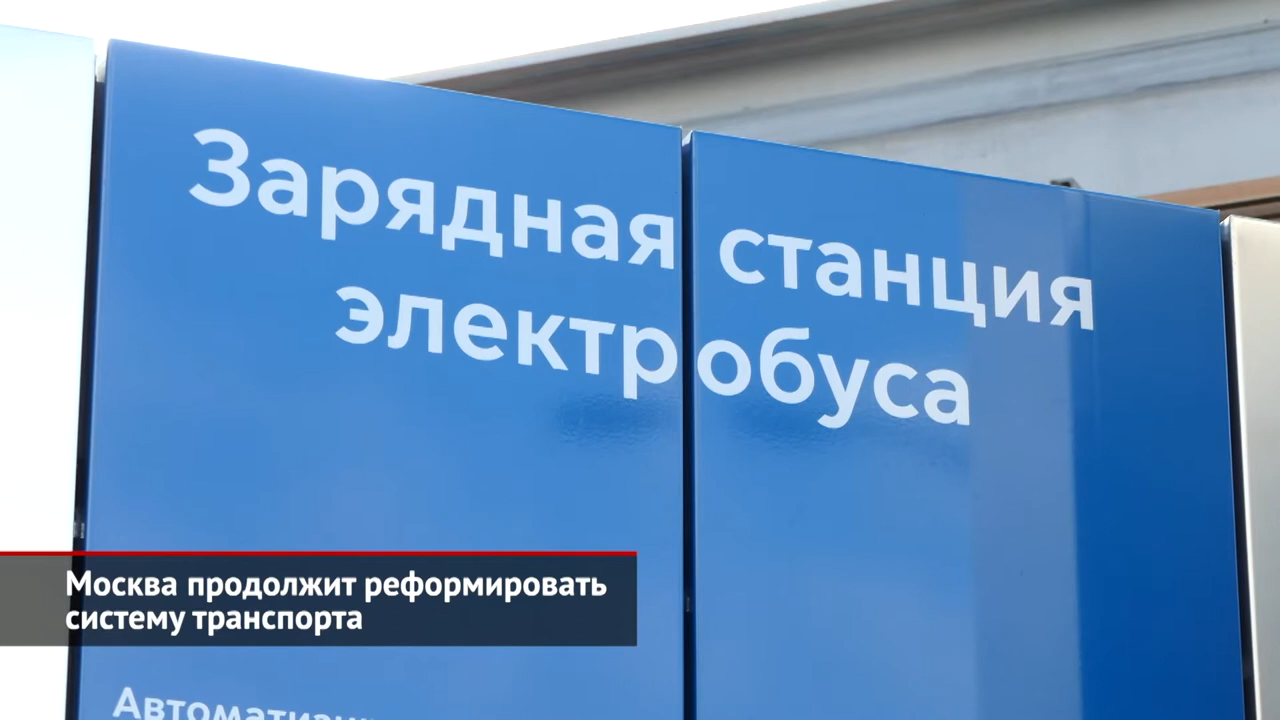 Зарядная станция
электробуса
Москва продолжит реформировать
систему транспорта